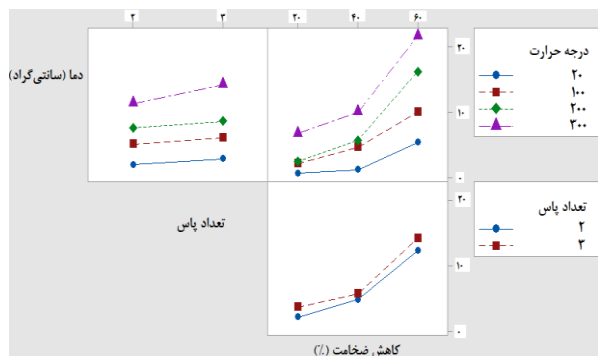 ۲ ۳ ۲۰ ۴۰ ۶۰
دما (سانتی‌گراد)
۲۰
۱۰
۰
درجه حرارت
۲۰
۱۰۰
۲۰۰
۳۰۰
تعداد پاس
۲۰
۱۰
۰
تعداد پاس
۲
۳
کاهش ضخامت (٪)